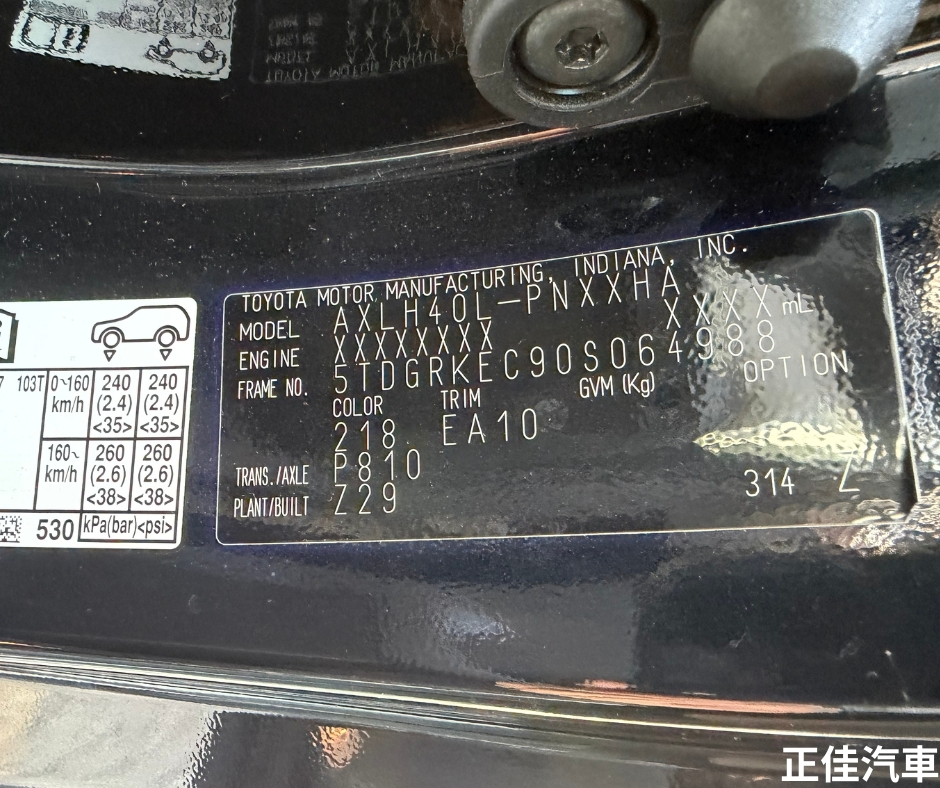 TOYOTA MOTOR MANUFACTURING, INDIANA, INC.
MODEL AXLH40L-PNXXHA
ENGINE XXXXXXXX XXXX mL
FRAME NO. 5TDGRKEC90S064988
COLOR TRIM GVM (Kg) OPTION
218 EA10
TRANS./AXLE P810
PLANT/BUILT Z29 314 Z
103T 0~160 km/h 240 (2.4) <35> 240 (2.4) <35>
160~ km/h 260 (2.6) <38> 260 (2.6) <38>
530 kPa(bar)<psi>
正佳汽車